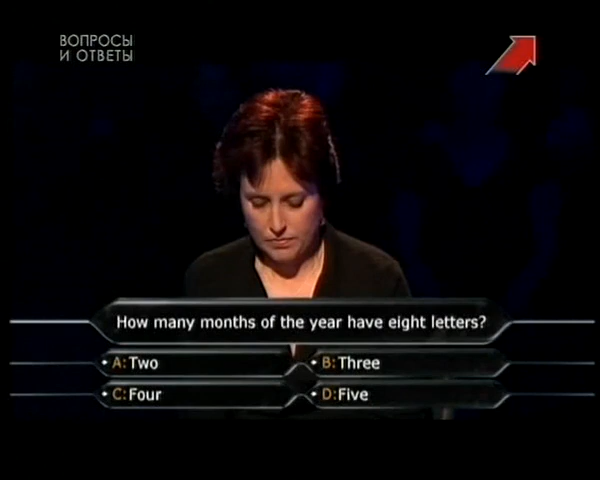 ВОПРОСЫ
И ОТВЕТЫ
How many months of the year have eight letters?
A: Two
B: Three
C: Four
D: Five